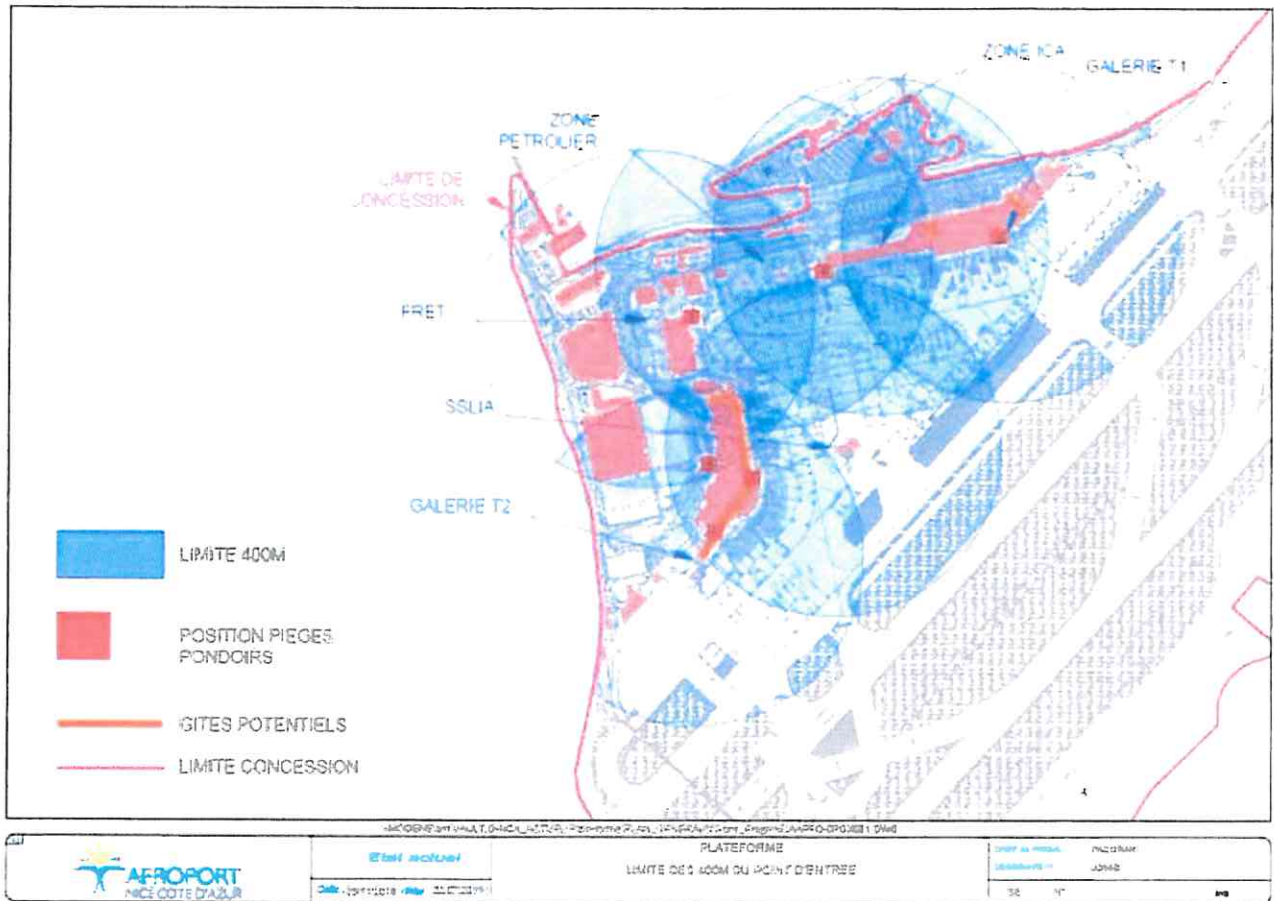 ZONE ICA
GALERIE T1
ZONE
PETROLIER
LIMITE DE
CONCESSION
FRET
SSLIA
GALERIE T2
LIMITE 400M
POSITION PIEGES
PONDOIRS
GITES POTENTIELS
LIMITE CONCESSION
AEROPORT
NICE COTE D'AZUR
Etat actuel
Date
PLATEFORME
LIMITE DES 400M DU POINT D'ENTREE